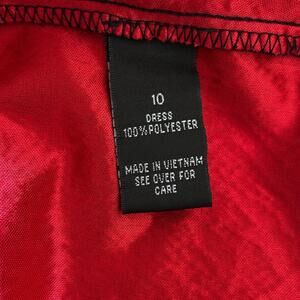 10
DRESS
100%POLYESTER
MADE IN VIETNAM
SEE OVER FOR
CARE